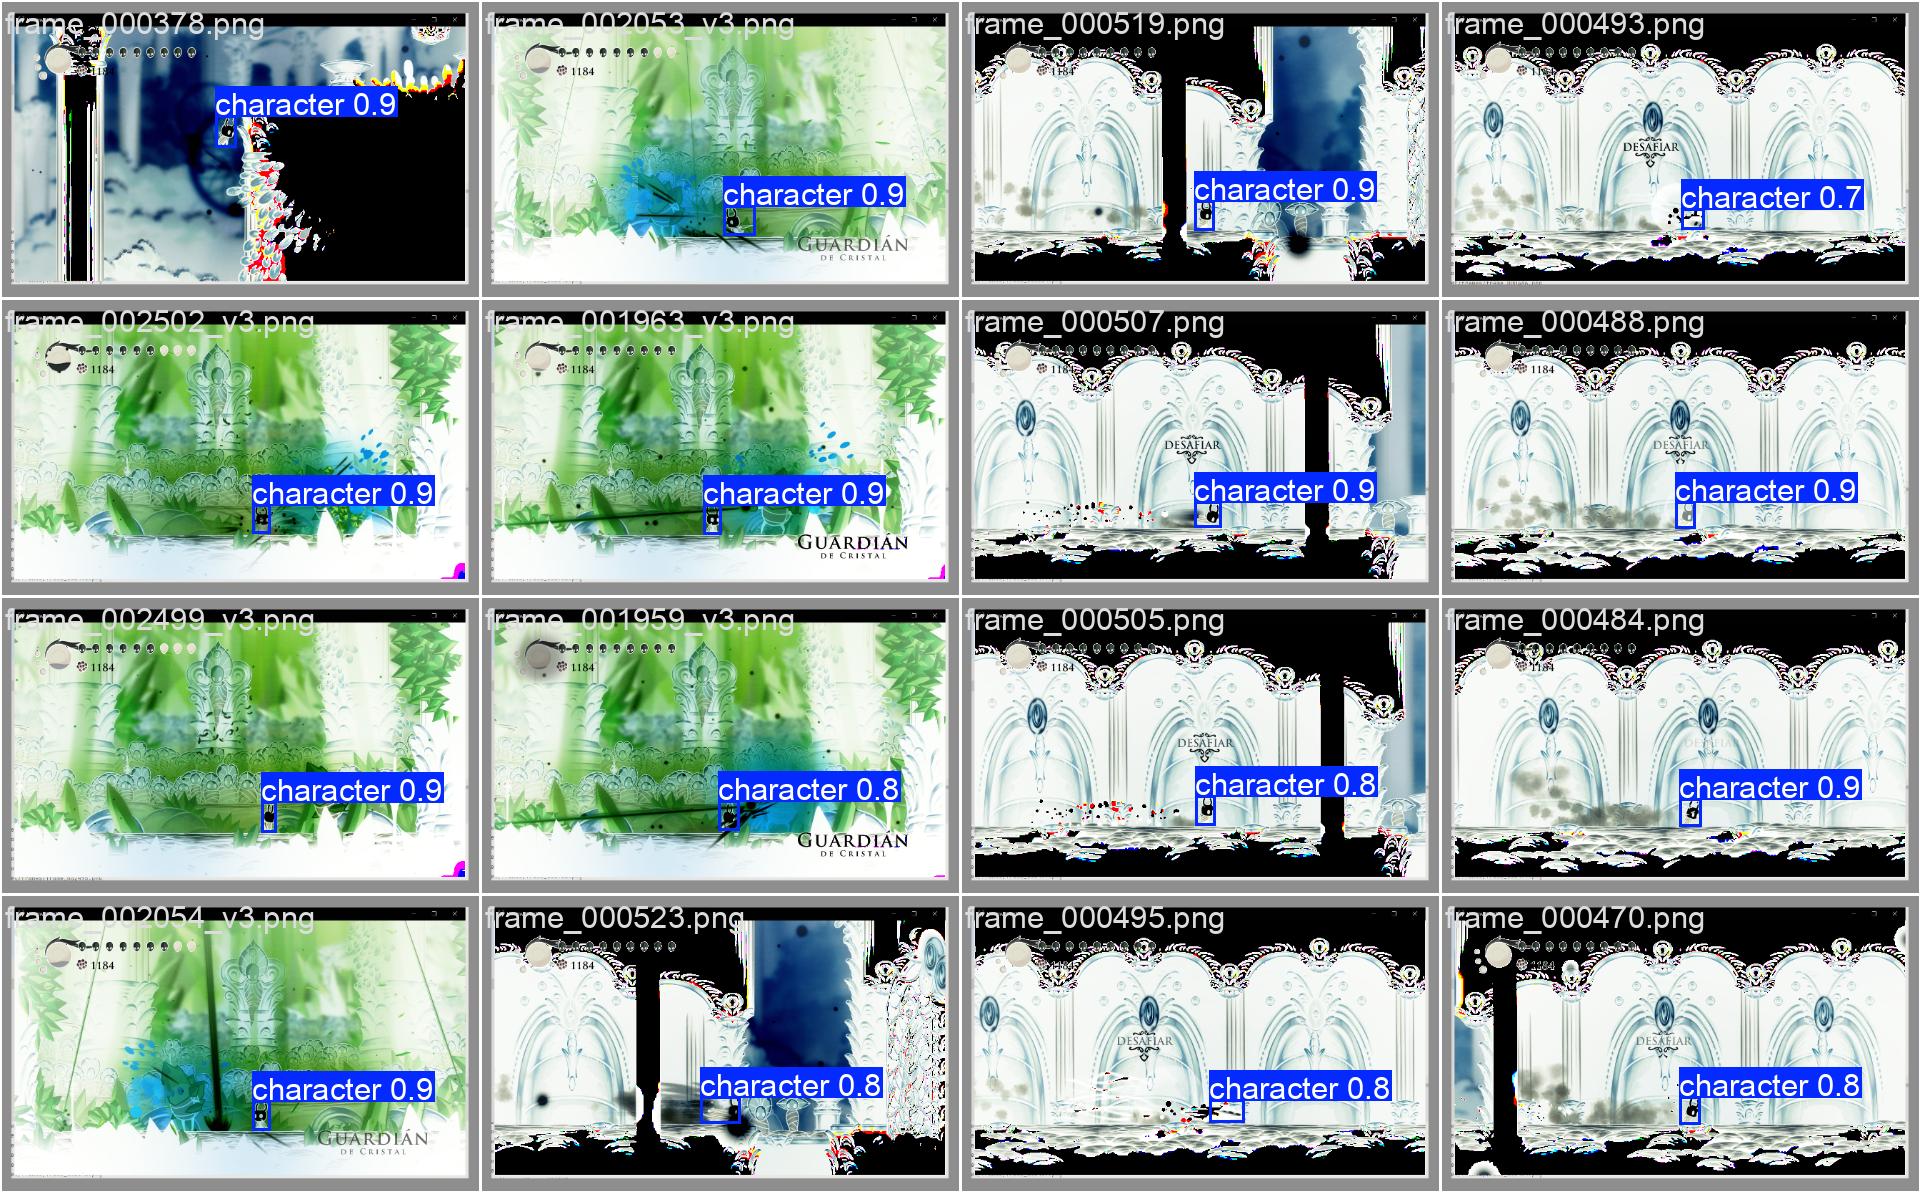 frame_000378.png
character 0.9
frame_002053_v3.png
1184
character 0.9
GUARDIÁN
DE CRISTAL
frame_000519.png
1184
character 0.9
frame_000493.png
DESAFIAR
character 0.7
frame_002502_v3.png
1184
character 0.9
frame_001963_v3.png
1184
character 0.9
GUARDIÁN
DE CRISTAL
frame_000507.png
1184
DESAFIAR
character 0.9
frame_000488.png
1184
DESAFIAR
character 0.9
frame_002499_v3.png
1184
character 0.9
frame_001959_v3.png
1184
character 0.8
GUARDIÁN
DE CRISTAL
frame_000505.png
1184
DESAFIAR
character 0.8
frame_000484.png
1184
character 0.9
frame_002054_v3.png
1184
character 0.9
GUARDIÁN
DE CRISTAL
frame_000523.png
1184
character 0.8
frame_000495.png
DESAFIAR
character 0.8
frame_000470.png
1184
DESAFIAR
character 0.8